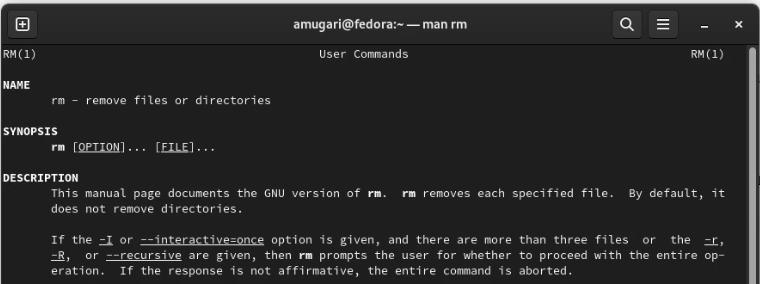 amugari@fedora:~ — man rm
RM(1) User Commands RM(1)
NAME
rm - remove files or directories
SYNOPSIS
rm [OPTION]... [FILE]...
DESCRIPTION
This manual page documents the GNU version of rm. rm removes each specified file. By default, it
does not remove directories.
If the -I or --interactive=once option is given, and there are more than three files or the -r,
-R, or --recursive are given, then rm prompts the user for whether to proceed with the entire op-
eration. If the response is not affirmative, the entire command is aborted.